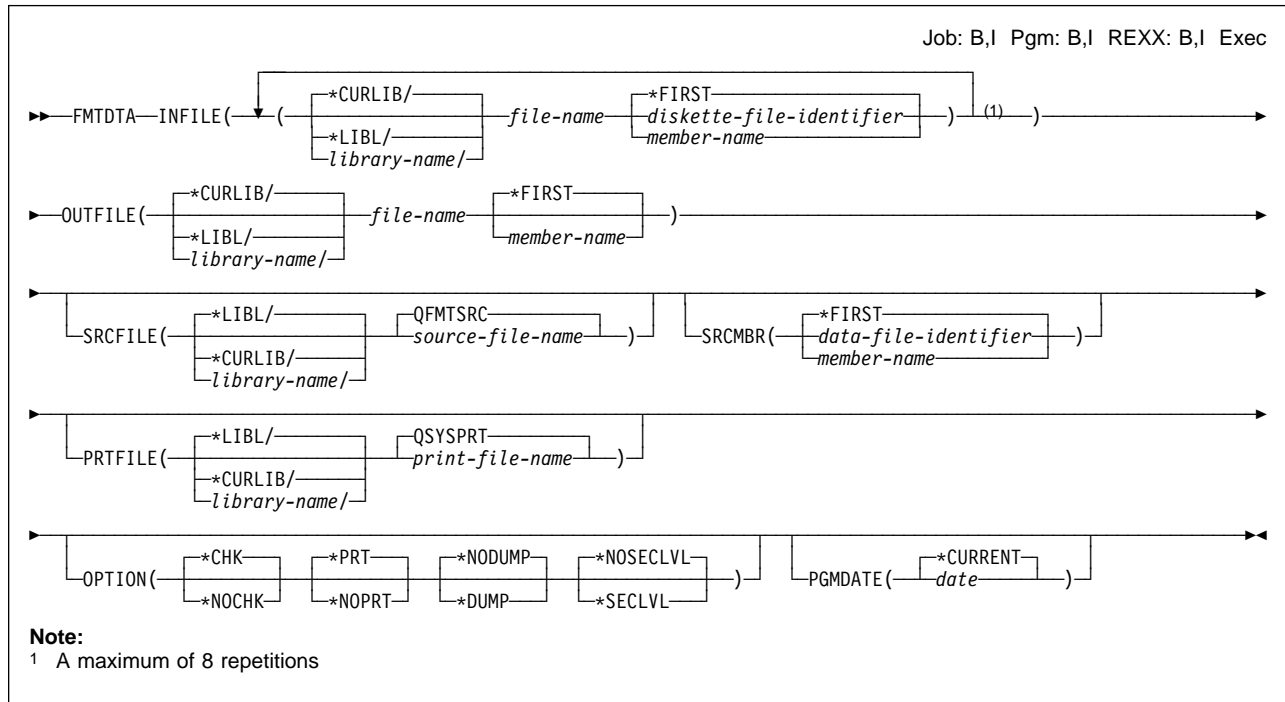 Job: B,I Pgm: B,I REXX: B,I Exec
*CURLIB/ *FIRST
FMTDTA INFILE( ( file-name diskette-file-identifier ) (1) )
*LIBL/ member-name
library-name/
*CURLIB/ *FIRST
OUTFILE( file-name )
*LIBL/ member-name
library-name/
*LIBL/ QFMTSRC *FIRST
SRCFILE( source-file-name ) SRCMBR( data-file-identifier )
*CURLIB/ member-name
library-name/
*LIBL/ QSYSPRT
PRTFILE( print-file-name )
*CURLIB/
library-name/
*CHK *PRT *NODUMP *NOSECLVL *CURRENT
OPTION( ) PGMDATE( date )
*NOCHK *NOPRT *DUMP *SECLVL
Note:
1 A maximum of 8 repetitions